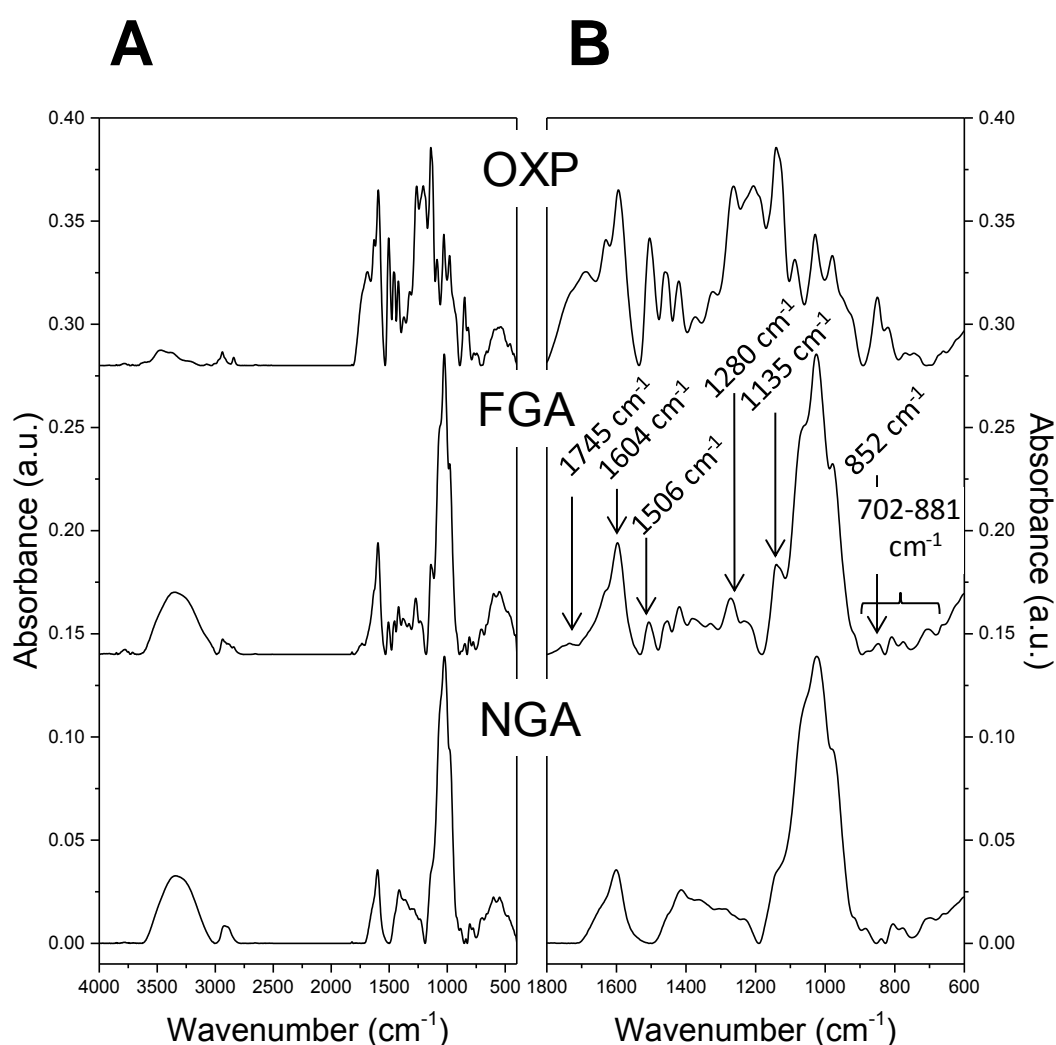 A
B
0.40
0.35
0.30
0.25
0.20
0.15
0.10
0.05
0.00
Absorbance (a.u.)
4000 3500 3000 2500 2000 1500 1000 500
Wavenumber (cm⁻¹)
OXP
FGA
NGA
1745 cm⁻¹
1604 cm⁻¹
1506 cm⁻¹
1280 cm⁻¹
1135 cm⁻¹
852 cm⁻¹
702-881
cm⁻¹
0.40
0.35
0.30
0.25
0.20
0.15
0.10
0.05
0.00
Absorbance (a.u.)
1800 1600 1400 1200 1000 800 600
Wavenumber (cm⁻¹)